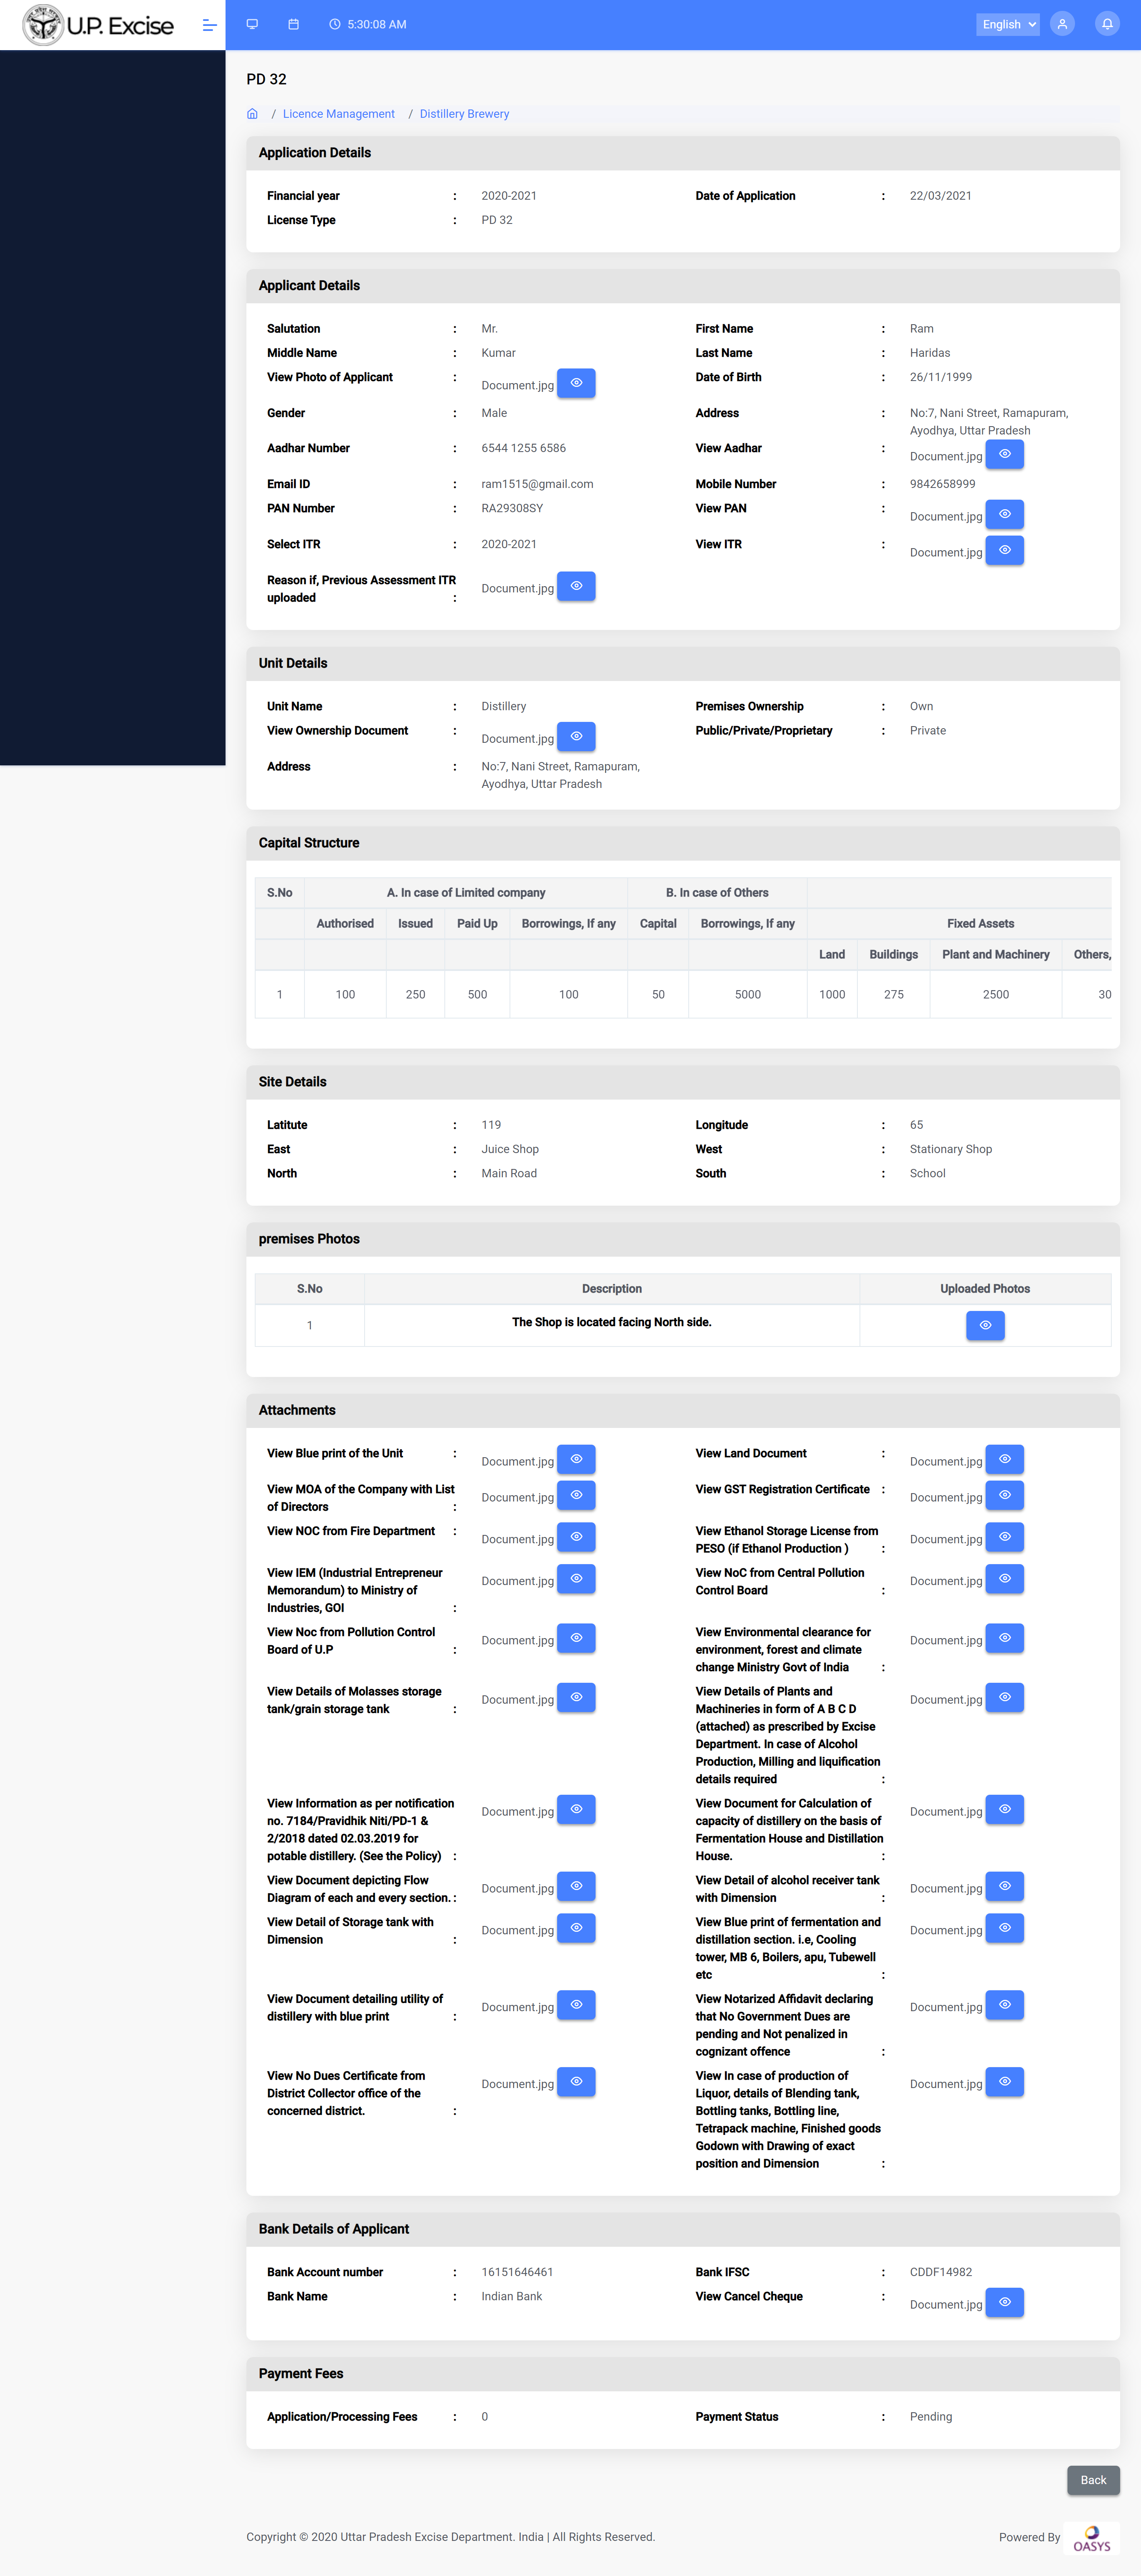 U.P. Excise
5:30:08 AM
English
PD 32
/ Licence Management / Distillery Brewery
Application Details
Financial year : 2020-2021 Date of Application : 22/03/2021
License Type : PD 32
Applicant Details
Salutation : Mr. First Name : Ram
Middle Name : Kumar Last Name : Haridas
View Photo of Applicant : Document.jpg Date of Birth : 26/11/1999
Gender : Male Address : No:7, Nani Street, Ramapuram,
Ayodhya, Uttar Pradesh
Aadhar Number : 6544 1255 6586 View Aadhar : Document.jpg
Email ID : ram1515@gmail.com Mobile Number : 9842658999
PAN Number : RA29308SY View PAN : Document.jpg
Select ITR : 2020-2021 View ITR : Document.jpg
Reason if, Previous Assessment ITR
uploaded : Document.jpg
Unit Details
Unit Name : Distillery Premises Ownership : Own
View Ownership Document : Document.jpg Public/Private/Proprietary : Private
Address : No:7, Nani Street, Ramapuram,
Ayodhya, Uttar Pradesh
Capital Structure
S.No A. In case of Limited company B. In case of Others
Authorised Issued Paid Up Borrowings, If any Capital Borrowings, If any Fixed Assets
Land Buildings Plant and Machinery Others,
1 100 250 500 100 50 5000 1000 275 2500 30
Site Details
Latitute : 119 Longitude : 65
East : Juice Shop West : Stationary Shop
North : Main Road South : School
premises Photos
S.No Description Uploaded Photos
1 The Shop is located facing North side.
Attachments
View Blue print of the Unit : Document.jpg View Land Document : Document.jpg
View MOA of the Company with List
of Directors : Document.jpg
View GST Registration Certificate : Document.jpg
View NOC from Fire Department : Document.jpg
View Ethanol Storage License from
PESO (if Ethanol Production ) : Document.jpg
View IEM (Industrial Entrepreneur
Memorandum) to Ministry of
Industries, GOI : Document.jpg
View NoC from Central Pollution
Control Board : Document.jpg
View Noc from Pollution Control
Board of U.P : Document.jpg
View Environmental clearance for
environment, forest and climate
change Ministry Govt of India : Document.jpg
View Details of Molasses storage
tank/grain storage tank : Document.jpg
View Details of Plants and
Machineries in form of A B C D
(attached) as prescribed by Excise
Department. In case of Alcohol
Production, Milling and liquification
details required : Document.jpg
View Information as per notification
no. 7184/Pravidhik Niti/PD-1 &
2/2018 dated 02.03.2019 for
potable distillery. (See the Policy) : Document.jpg
View Document for Calculation of
capacity of distillery on the basis of
Fermentation House and Distillation
House. : Document.jpg
View Document depicting Flow
Diagram of each and every section. : Document.jpg
View Detail of alcohol receiver tank
with Dimension : Document.jpg
View Detail of Storage tank with
Dimension : Document.jpg
View Blue print of fermentation and
distillation section. i.e, Cooling
tower, MB 6, Boilers, apu, Tubewell
etc : Document.jpg
View Document detailing utility of
distillery with blue print : Document.jpg
View Notarized Affidavit declaring
that No Government Dues are
pending and Not penalized in
cognizant offence : Document.jpg
View No Dues Certificate from
District Collector office of the
concerned district. : Document.jpg
View In case of production of
Liquor, details of Blending tank,
Bottling tanks, Bottling line,
Tetrapack machine, Finished goods
Godown with Drawing of exact
position and Dimension : Document.jpg
Bank Details of Applicant
Bank Account number : 16151646461 Bank IFSC : CDDF14982
Bank Name : Indian Bank View Cancel Cheque : Document.jpg
Payment Fees
Application/Processing Fees : 0 Payment Status : Pending
Back
Copyright © 2020 Uttar Pradesh Excise Department. India | All Rights Reserved. Powered By OASYS